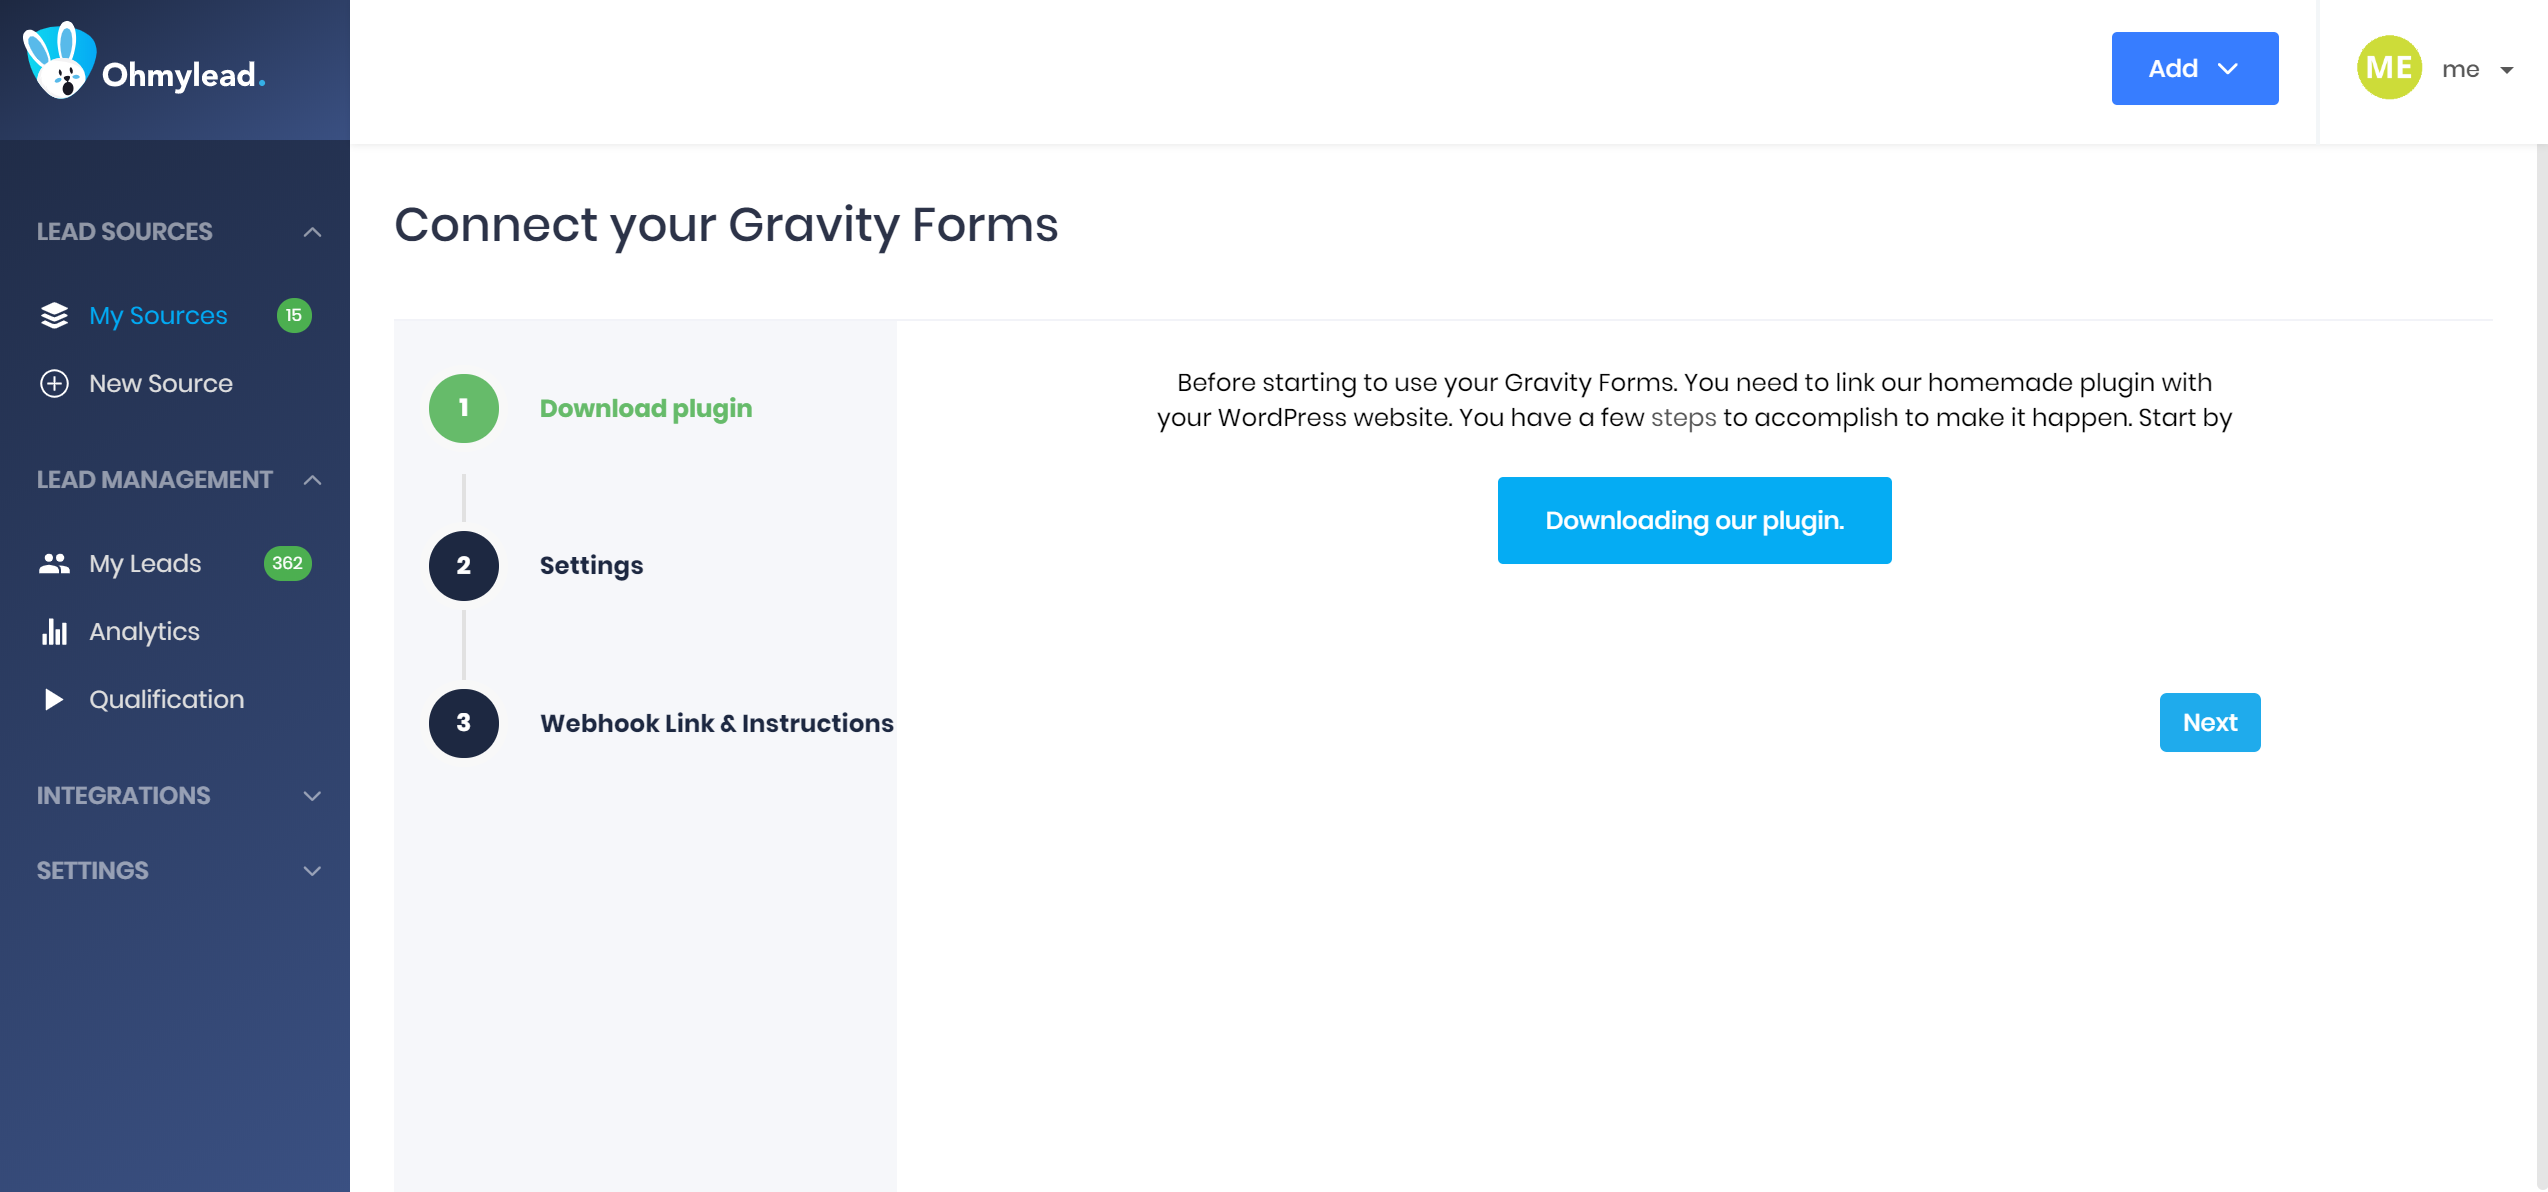 Ohmylead.
Add
ME
me
LEAD SOURCES
My Sources
15
New Source
LEAD MANAGEMENT
My Leads
362
Analytics
Qualification
INTEGRATIONS
SETTINGS
Connect your Gravity Forms
1
Download plugin
2
Settings
3
Webhook Link & Instructions
Before starting to use your Gravity Forms. You need to link our homemade plugin with
your WordPress website. You have a few steps to accomplish to make it happen. Start by
Downloading our plugin.
Next